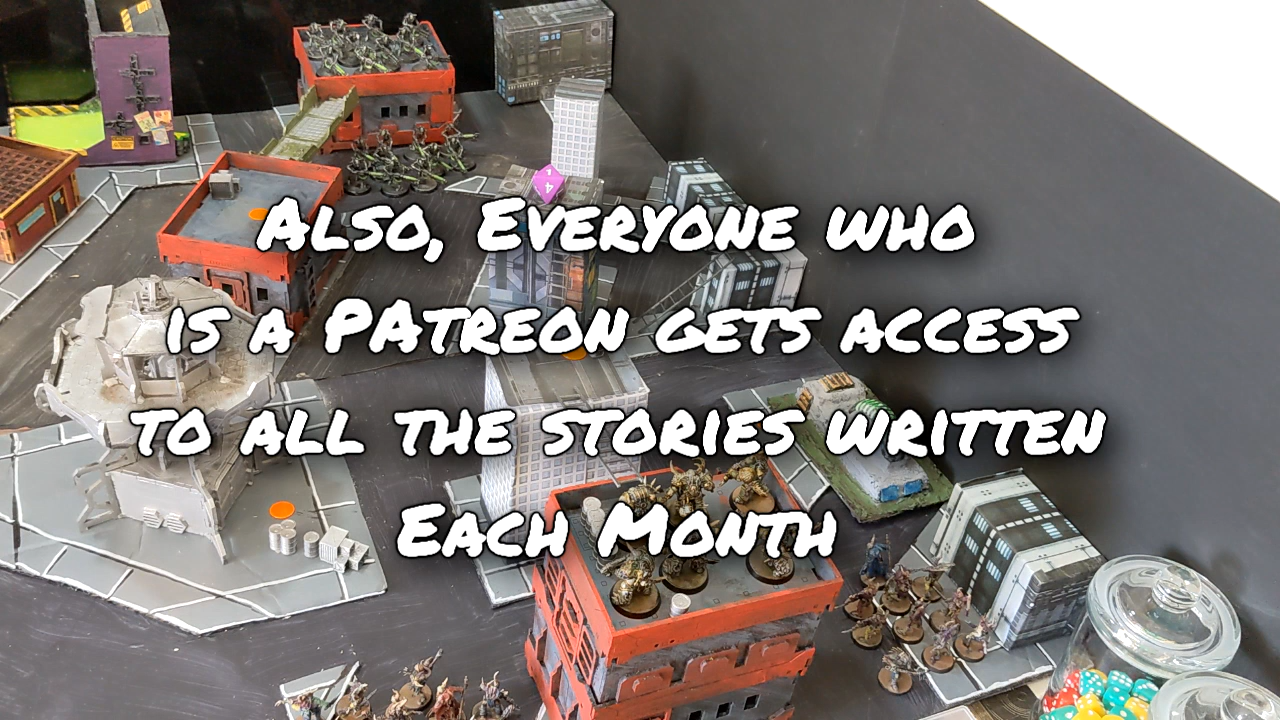 Also, Everyone who
is a PAtreon gets access
to all the stories written
Each Month